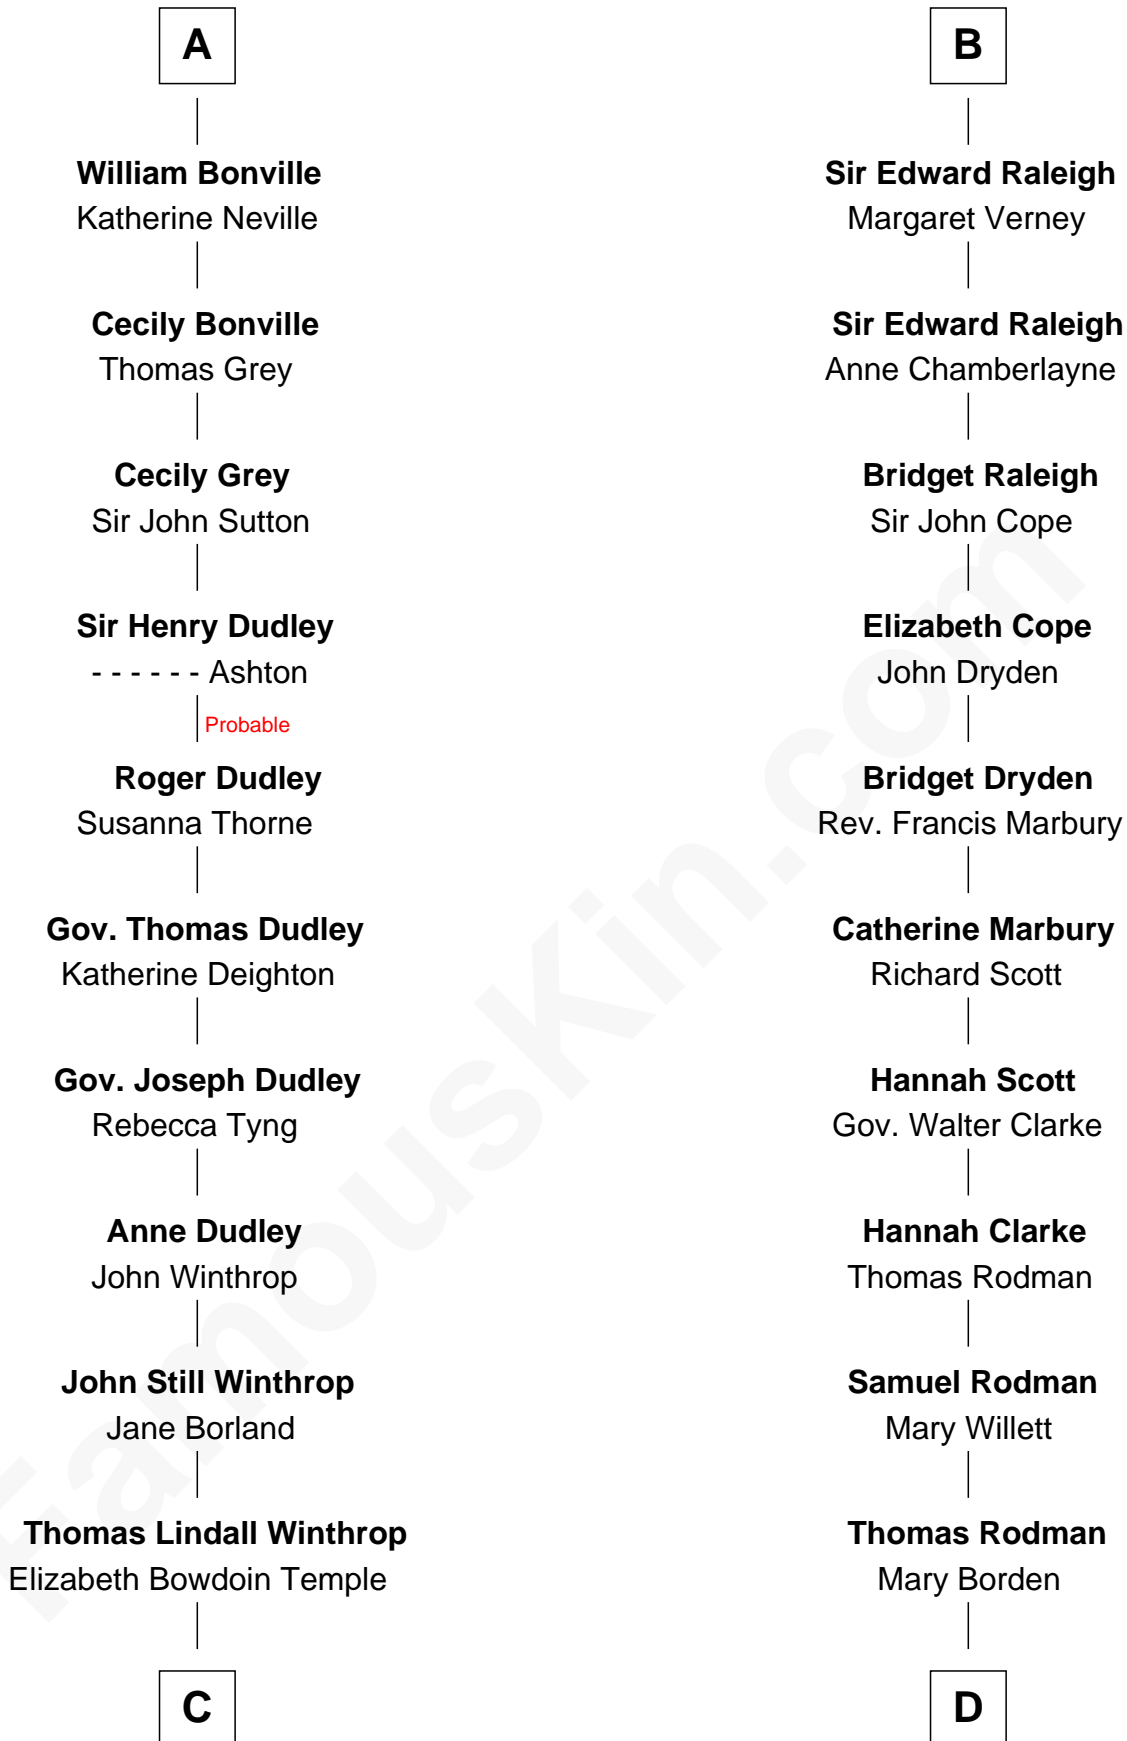 A
William Bonville
Katherine Neville
Cecily Bonville
Thomas Grey
Cecily Grey
Sir John Sutton
Sir Henry Dudley
- - - - - - Ashton
Probable
Roger Dudley
Susanna Thorne
Gov. Thomas Dudley
Katherine Deighton
Gov. Joseph Dudley
Rebecca Tyng
Anne Dudley
John Winthrop
John Still Winthrop
Jane Borland
Thomas Lindall Winthrop
Elizabeth Bowdoin Temple
C
B
Sir Edward Raleigh
Margaret Verney
Sir Edward Raleigh
Anne Chamberlayne
Bridget Raleigh
Sir John Cope
Elizabeth Cope
John Dryden
Bridget Dryden
Rev. Francis Marbury
Catherine Marbury
Richard Scott
Hannah Scott
Gov. Walter Clarke
Hannah Clarke
Thomas Rodman
Samuel Rodman
Mary Willett
Thomas Rodman
Mary Borden
D
FamousKin.com